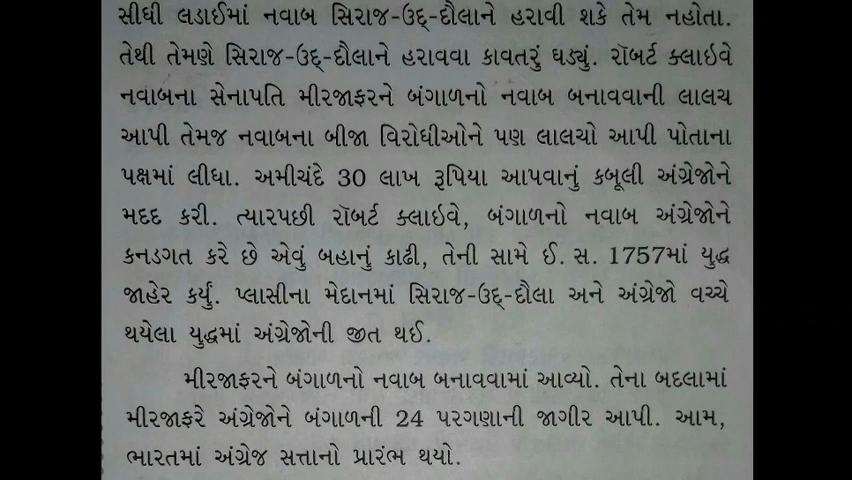 સીધી લડાઈમાં નવાબ સિરાજ-ઉદ્-દૌલાને હરાવી શકે તેમ નહોતા.
તેથી તેમણે સિરાજ-ઉદ્-દૌલાને હરાવવા કાવતરું ઘડ્યું. રૉબર્ટ ક્લાઇવે
નવાબના સેનાપતિ મીરજાફરને બંગાળનો નવાબ બનાવવાની લાલચ
આપી તેમજ નવાબના બીજા વિરોધીઓને પણ લાલચો આપી પોતાના
પક્ષમાં લીધા. અમીચંદે 30 લાખ રૂપિયા આપવાનું કબૂલી અંગ્રેજોને
મદદ કરી. ત્યારપછી રૉબર્ટ ક્લાઇવે, બંગાળનો નવાબ અંગ્રેજોને
કનડગત કરે છે એવું બહાનું કાઢી, તેની સામે ઈ. સ. 1757માં યુદ્ધ
જાહેર કર્યું. પ્લાસીના મેદાનમાં સિરાજ-ઉદ્-દૌલા અને અંગ્રેજો વચ્ચે
થયેલા યુદ્ધમાં અંગ્રેજોની જીત થઈ.
મીરજાફરને બંગાળનો નવાબ બનાવવામાં આવ્યો. તેના બદલામાં
મીરજાફરે અંગ્રેજોને બંગાળની 24 પરગણાની જાગીર આપી. આમ,
ભારતમાં અંગ્રેજ સત્તાનો પ્રારંભ થયો.